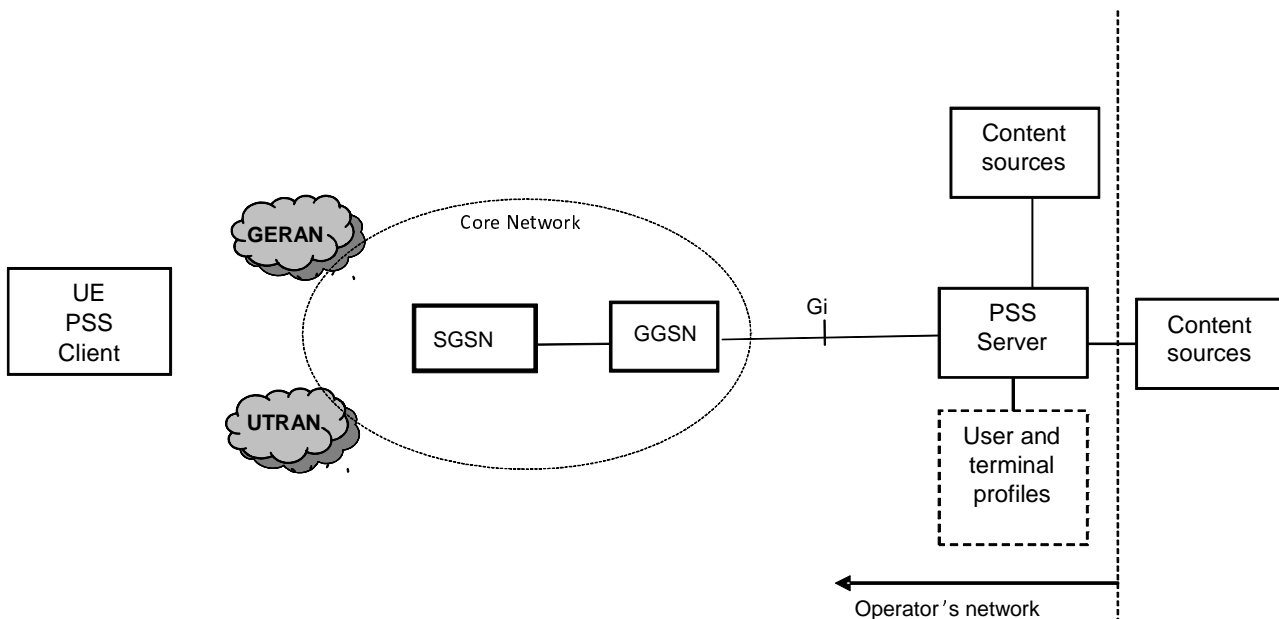 Content
sources
GERAN
Core Network
UE
PSS
Client
SGSN
GGSN
Gi
PSS
Server
Content
sources
UTRAN
User and
terminal
profiles
Operator's network